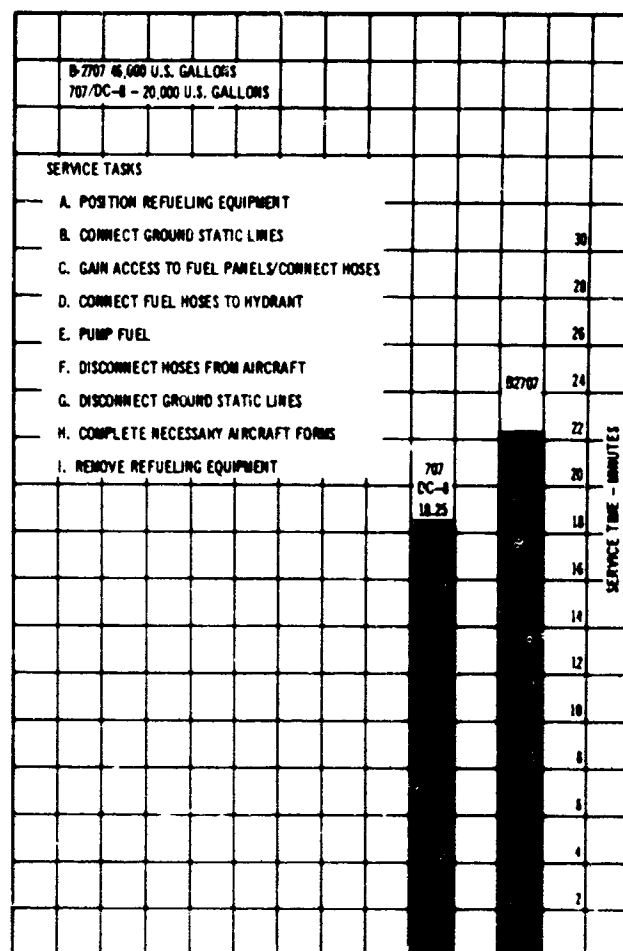 B-2707 46,000 U.S. GALLONS
707/DC-8 - 20,000 U.S. GALLONS
SERVICE TASKS
A. POSITION REFUELING EQUIPMENT
B. CONNECT GROUND STATIC LINES
C. GAIN ACCESS TO FUEL PANELS/CONNECT HOSES
D. CONNECT FUEL HOSES TO HYDRANT
E. PUMP FUEL
F. DISCONNECT HOSES FROM AIRCRAFT
G. DISCONNECT GROUND STATIC LINES
H. COMPLETE NECESSARY AIRCRAFT FORMS
I. REMOVE REFUELING EQUIPMENT
707
DC-8
18.25
B2707
30
28
26
24
22
20
18
16
14
12
10
8
6
4
2
SERVICE TIME - MINUTES